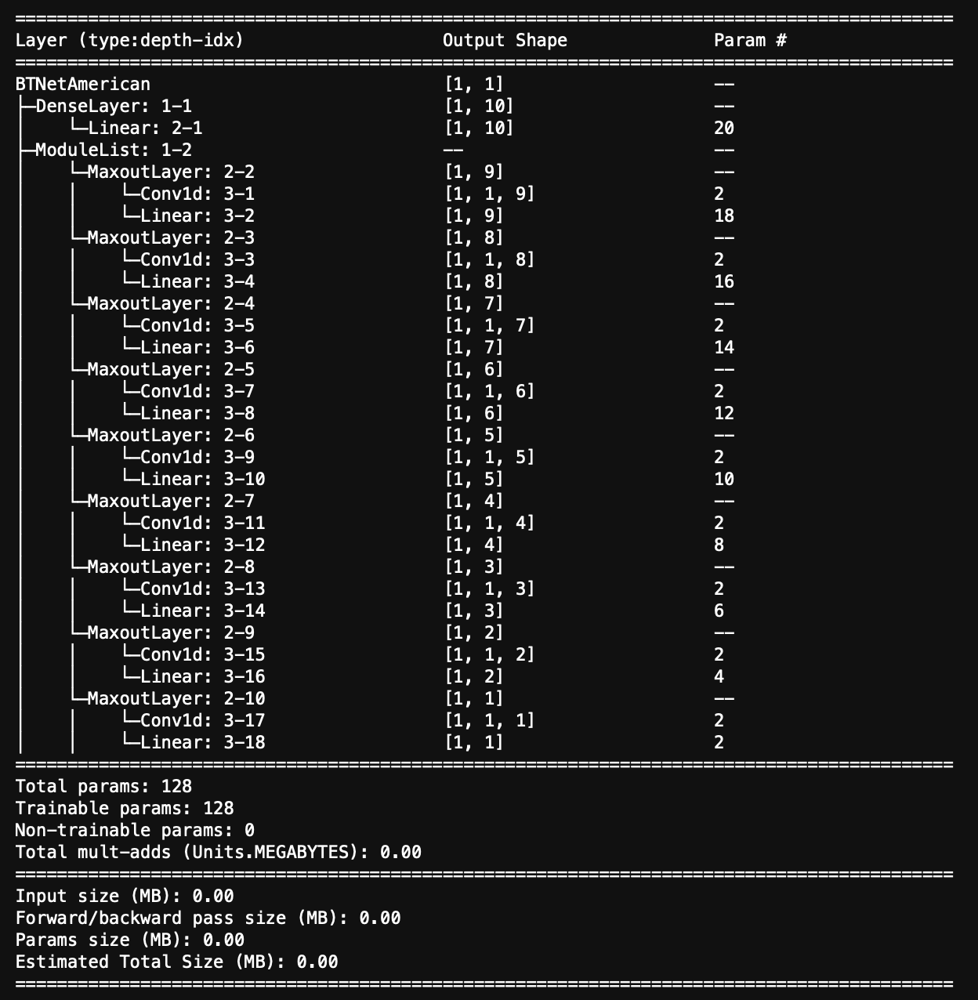 ==========================================================================================
Layer (type:depth-idx)                   Output Shape              Param #
==========================================================================================
BTNetAmerican                            [1, 1]                    --
├─DenseLayer: 1-1                        [1, 10]                   --
│    └─Linear: 2-1                       [1, 10]                   20
├─ModuleList: 1-2                        --                        --
│    └─MaxoutLayer: 2-2                  [1, 9]                    --
│    │    └─Conv1d: 3-1                  [1, 1, 9]                 2
│    │    └─Linear: 3-2                  [1, 9]                    18
│    └─MaxoutLayer: 2-3                  [1, 8]                    --
│    │    └─Conv1d: 3-3                  [1, 1, 8]                 2
│    │    └─Linear: 3-4                  [1, 8]                    16
│    └─MaxoutLayer: 2-4                  [1, 7]                    --
│    │    └─Conv1d: 3-5                  [1, 1, 7]                 2
│    │    └─Linear: 3-6                  [1, 7]                    14
│    └─MaxoutLayer: 2-5                  [1, 6]                    --
│    │    └─Conv1d: 3-7                  [1, 1, 6]                 2
│    │    └─Linear: 3-8                  [1, 6]                    12
│    └─MaxoutLayer: 2-6                  [1, 5]                    --
│    │    └─Conv1d: 3-9                  [1, 1, 5]                 2
│    │    └─Linear: 3-10                 [1, 5]                    10
│    └─MaxoutLayer: 2-7                  [1, 4]                    --
│    │    └─Conv1d: 3-11                 [1, 1, 4]                 2
│    │    └─Linear: 3-12                 [1, 4]                    8
│    └─MaxoutLayer: 2-8                  [1, 3]                    --
│    │    └─Conv1d: 3-13                 [1, 1, 3]                 2
│    │    └─Linear: 3-14                 [1, 3]                    6
│    └─MaxoutLayer: 2-9                  [1, 2]                    --
│    │    └─Conv1d: 3-15                 [1, 1, 2]                 2
│    │    └─Linear: 3-16                 [1, 2]                    4
│    └─MaxoutLayer: 2-10                 [1, 1]                    --
│    │    └─Conv1d: 3-17                 [1, 1, 1]                 2
│    │    └─Linear: 3-18                 [1, 1]                    2
==========================================================================================
Total params: 128
Trainable params: 128
Non-trainable params: 0
Total mult-adds (Units.MEGABYTES): 0.00
==========================================================================================
Input size (MB): 0.00
Forward/backward pass size (MB): 0.00
Params size (MB): 0.00
Estimated Total Size (MB): 0.00
==========================================================================================